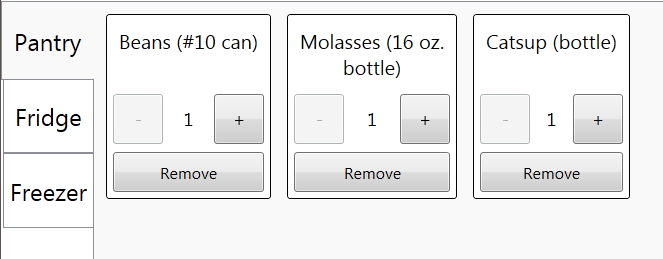 Pantry
Fridge
Freezer
Beans (#10 can)
- 1 +
Remove
Molasses (16 oz.
bottle)
- 1 +
Remove
Catsup (bottle)
- 1 +
Remove